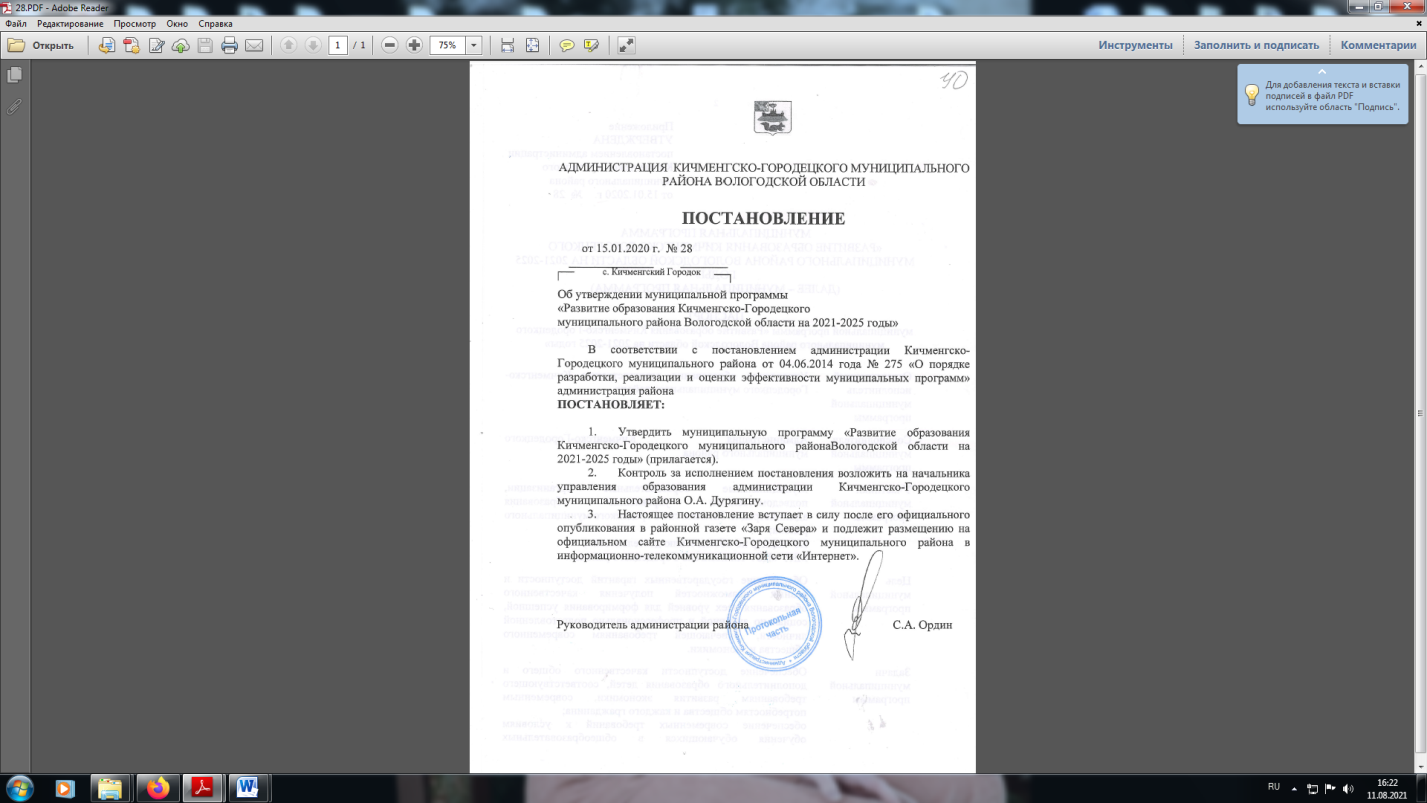 28.PDF - Adobe Reader
Файл Редактирование Просмотр Окно Справка
Открыть 1 / 1 75% Инструменты Заполнить и подписать Комментарии
Для добавления текста и вставки
подписей в файл PDF
используйте область "Подпись".
АДМИНИСТРАЦИЯ КИЧМЕНГСКО-ГОРОДЕЦКОГО МУНИЦИПАЛЬНОГО
РАЙОНА ВОЛОГОДСКОЙ ОБЛАСТИ
ПОСТАНОВЛЕНИЕ
от 15.01.2020 г. № 28
с. Кичменгский Городок
Об утверждении муниципальной программы
«Развитие образования Кичменгско-Городецкого
муниципального района Вологодской области на 2021-2025 годы»
В соответствии с постановлением администрации Кичменгско-
Городецкого муниципального района от 04.06.2014 года № 275 «О порядке
разработки, реализации и оценки эффективности муниципальных программ»
администрация района
ПОСТАНОВЛЯЕТ:
1. Утвердить муниципальную программу «Развитие образования
Кичменгско-Городецкого муниципального районаВологодской области на
2021-2025 годы» (прилагается).
2. Контроль за исполнением постановления возложить на начальника
управления образования администрации Кичменгско-Городецкого
муниципального района О.А. Дурягину.
3. Настоящее постановление вступает в силу после его официального
опубликования в районной газете «Заря Севера» и подлежит размещению на
официальном сайте Кичменгско-Городецкого муниципального района в
информационно-телекоммуникационной сети «Интернет».
Руководитель администрации района С.А. Ордин
Протокольная
часть
RU 16:22
11.08.2021